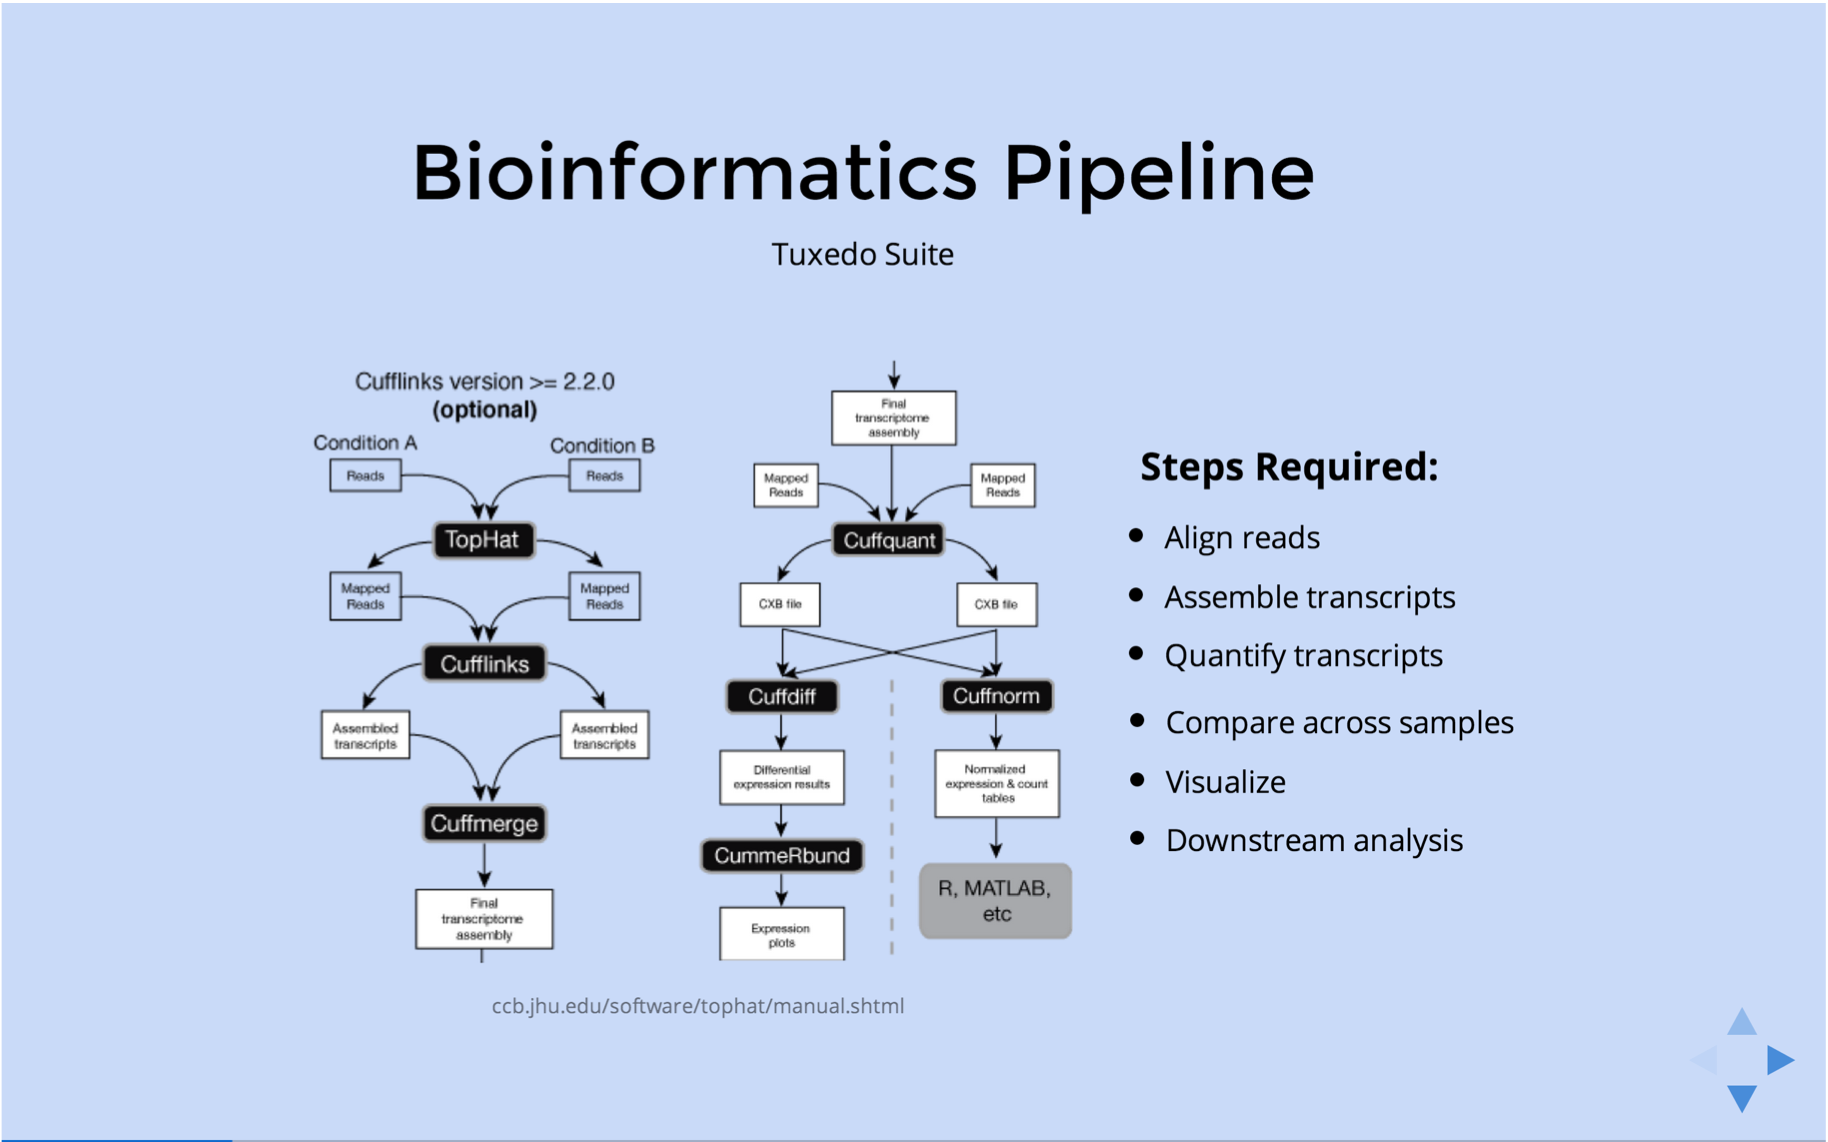 Bioinformatics Pipeline
Tuxedo Suite
Cufflinks version >= 2.2.0
(optional)
Condition A
Condition B
Reads
Reads
TopHat
Mapped
Reads
Mapped
Reads
Cufflinks
Assembled
transcripts
Assembled
transcripts
Cuffmerge
Final
transcriptome
assembly
Final
transcriptome
assembly
Mapped
Reads
Mapped
Reads
Cuffquant
CXB file
CXB file
Cuffdiff
Cuffnorm
Differential
expression results
Normalized
expression & count
tables
CummeRbund
R, MATLAB,
etc
Expression
plots
Steps Required:
Align reads
Assemble transcripts
Quantify transcripts
Compare across samples
Visualize
Downstream analysis
ccb.jhu.edu/software/tophat/manual.shtml